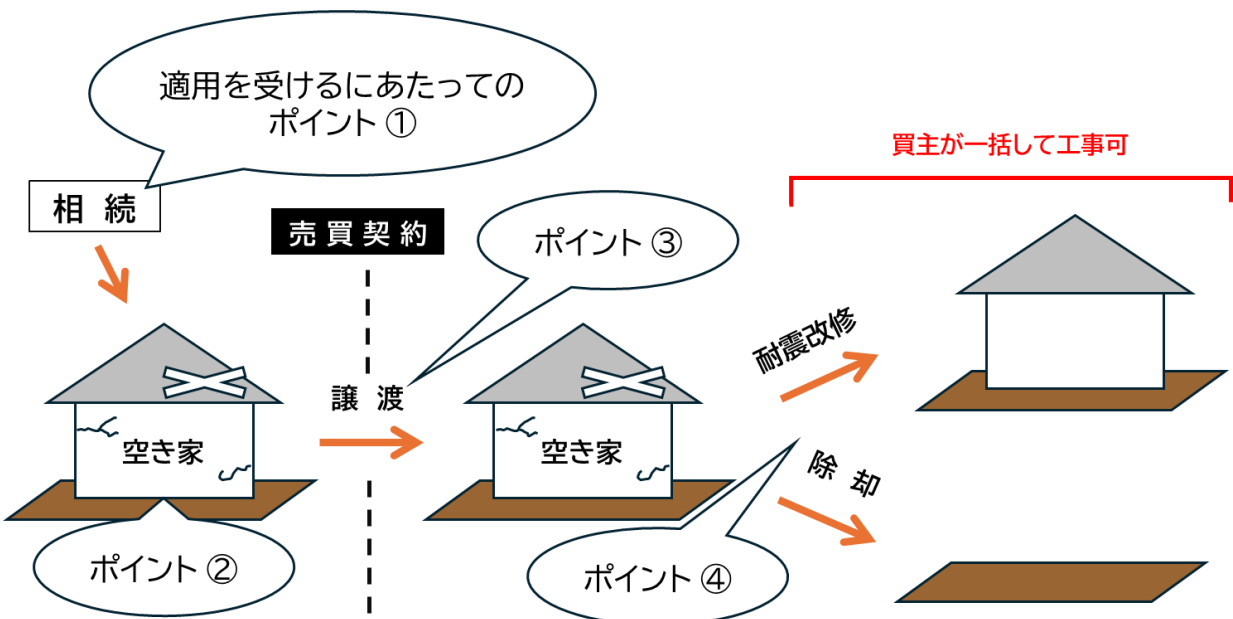 適用を受けるにあたっての
ポイント ①
買主が一括して工事可
相 続
売買契約
ポイント ③
耐震改修
譲 渡
空き家
空き家
除 却
ポイント ②
ポイント ④